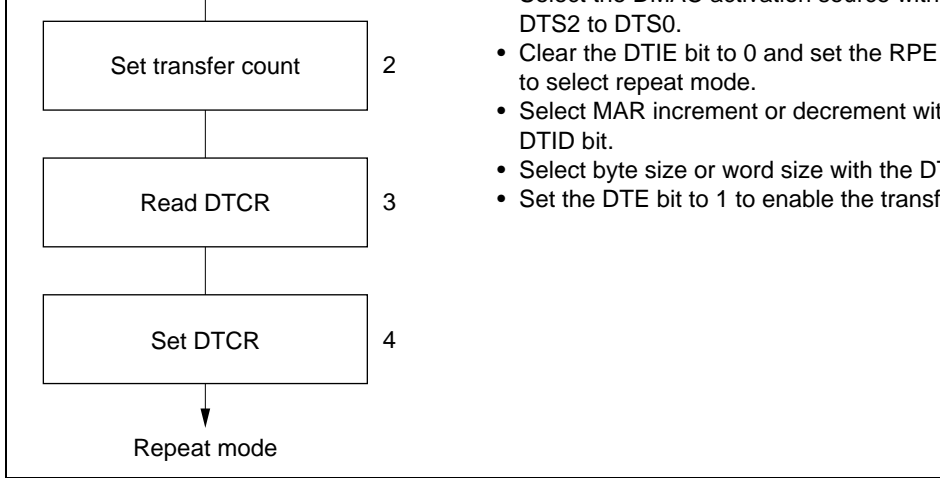 DTS2 to DTS0.
Set transfer count
2
• Clear the DTIE bit to 0 and set the RPE
to select repeat mode.
• Select MAR increment or decrement
DTID bit.
• Select byte size or word size with the
Read DTCR
3
• Set the DTE bit to 1 to enable the
Set DTCR
4
Repeat mode